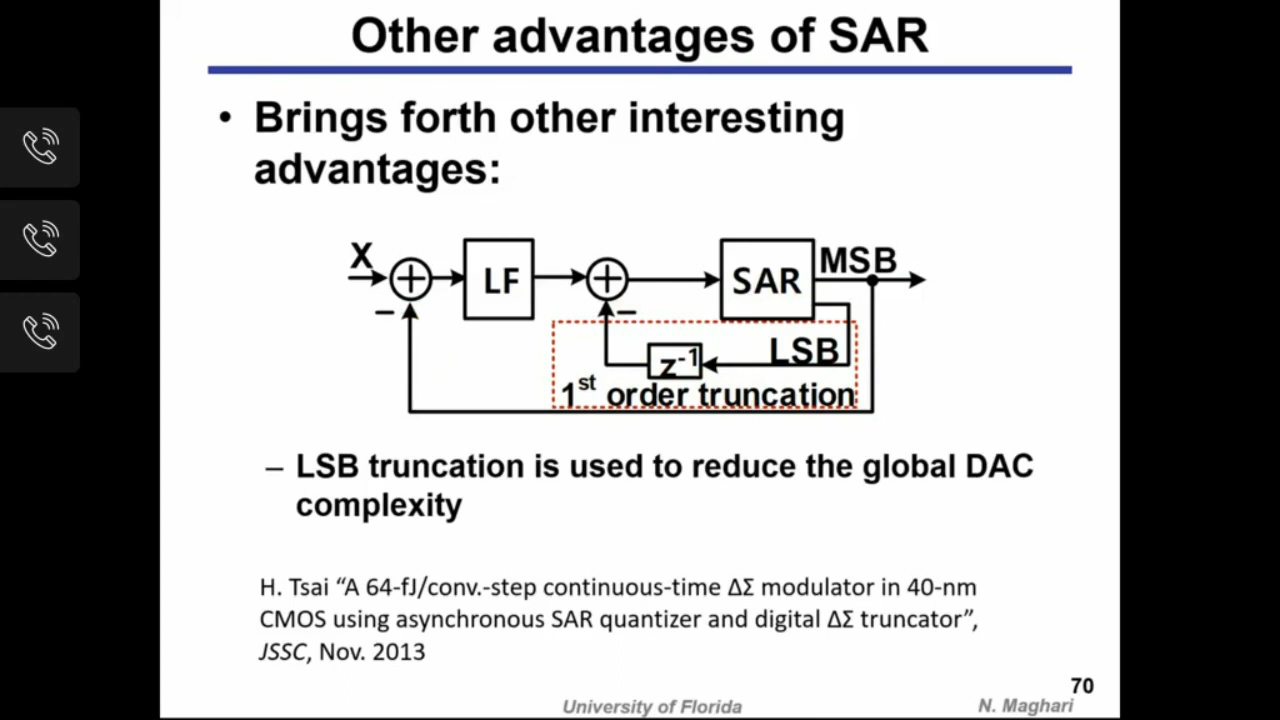 Other advantages of SAR
• Brings forth other interesting
advantages:
X
LF
SAR
MSB
−
−
LSB
z⁻¹
1st order truncation
– LSB truncation is used to reduce the global DAC
complexity
H. Tsai “A 64-fJ/conv.-step continuous-time ΔΣ modulator in 40-nm
CMOS using asynchronous SAR quantizer and digital ΔΣ truncator”,
JSSC, Nov. 2013
70
University of Florida
N. Maghari